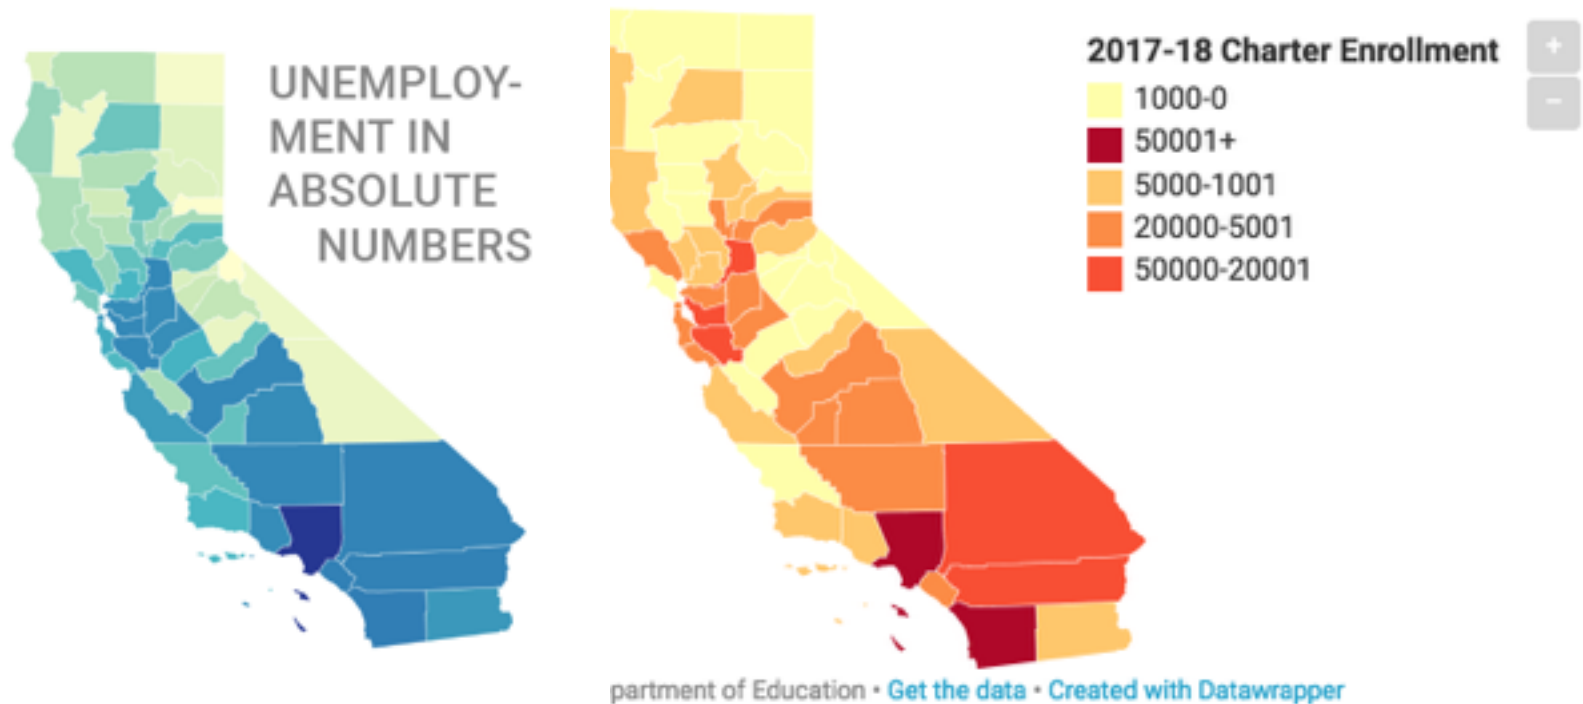 UNEMPLOY-
MENT IN
ABSOLUTE
NUMBERS
2017-18 Charter Enrollment
1000-0
50001+
5000-1001
20000-5001
50000-20001
+
−
partment of Education • Get the data • Created with Datawrapper